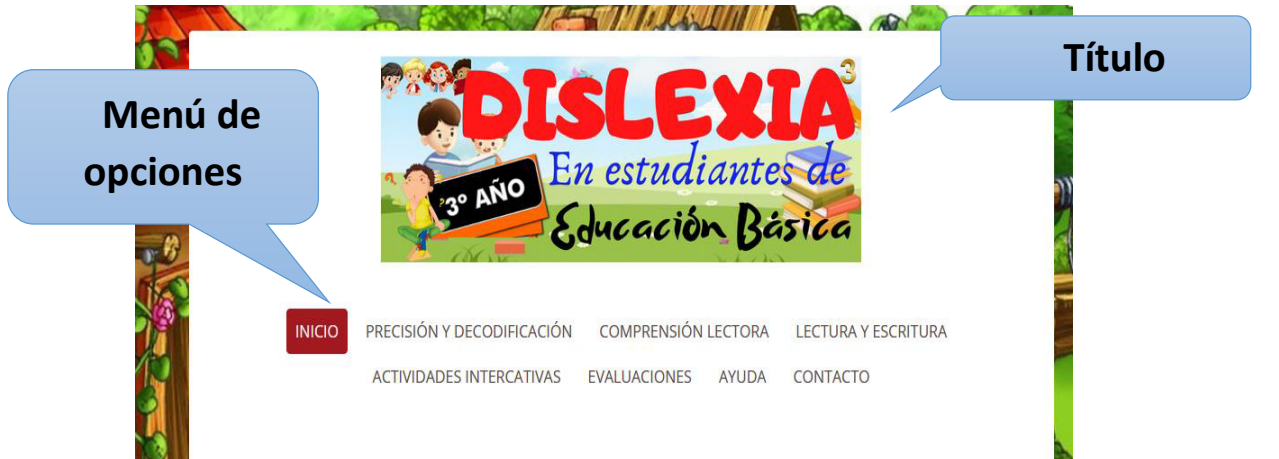 Título
Menú de
opciones
DISLEXIA
3
En estudiantes de
3º AÑO
Educación Básica
INICIO PRECISIÓN Y DECODIFICACIÓN COMPRENSIÓN LECTORA LECTURA Y ESCRITURA
ACTIVIDADES INTERCATIVAS EVALUACIONES AYUDA CONTACTO